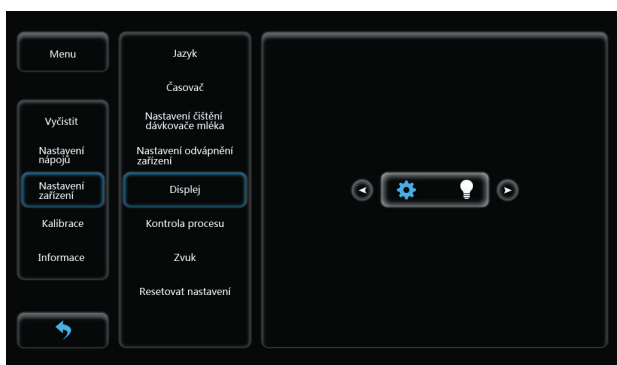 Menu
Vyčistit
Nastavení
nápojů
Nastavení
zařízení
Kalibrace
Informace
Jazyk
Časovač
Nastavení čištění
dávkovače mléka
Nastavení odvápnění
zařízení
Displej
Kontrola procesu
Zvuk
Resetovat nastavení